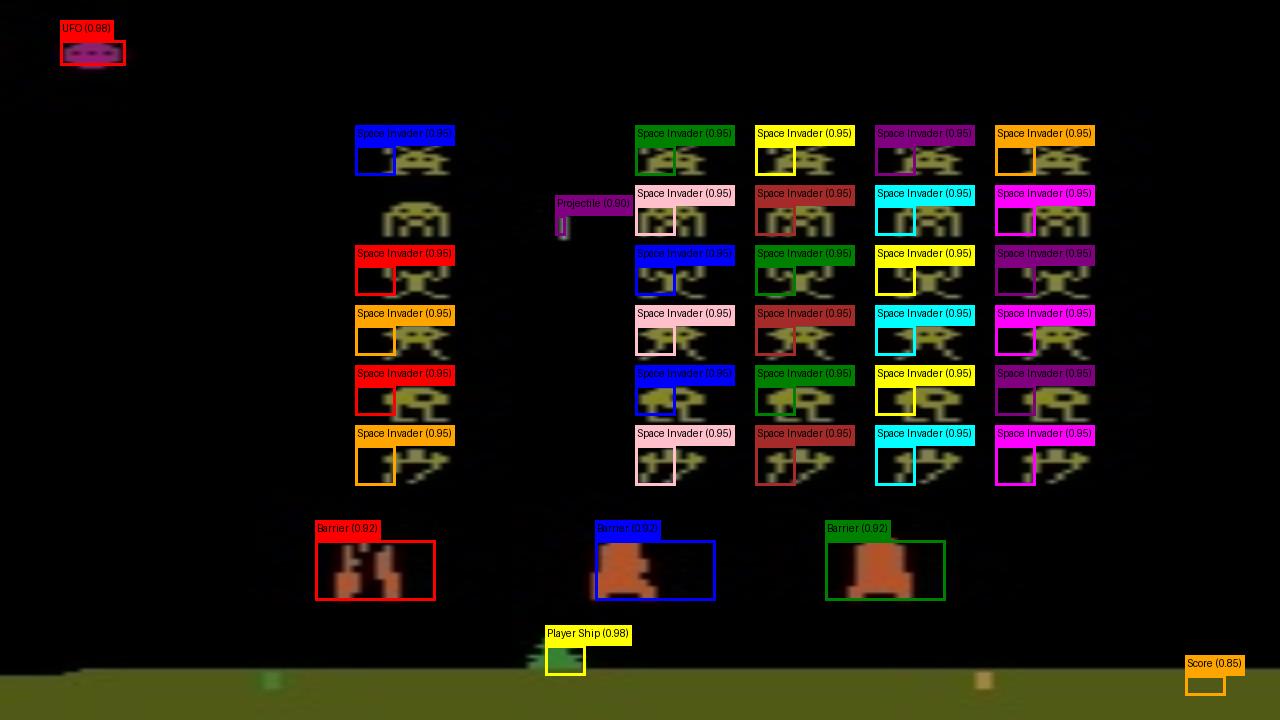 UFO (0.98)
Space Invader (0.95) Space Invader (0.95) Space Invader (0.95) Space Invader (0.95) Space Invader (0.95)
Space Invader (0.95) Space Invader (0.95) Space Invader (0.95) Space Invader (0.95)
Projectile (0.90)
Space Invader (0.95) Space Invader (0.95) Space Invader (0.95) Space Invader (0.95) Space Invader (0.95)
Space Invader (0.95) Space Invader (0.95) Space Invader (0.95) Space Invader (0.95) Space Invader (0.95)
Space Invader (0.95) Space Invader (0.95) Space Invader (0.95) Space Invader (0.95) Space Invader (0.95)
Space Invader (0.95) Space Invader (0.95) Space Invader (0.95) Space Invader (0.95) Space Invader (0.95)
Barrier (0.92) Barrier (0.92) Barrier (0.92)
Player Ship (0.98)
Score (0.85)